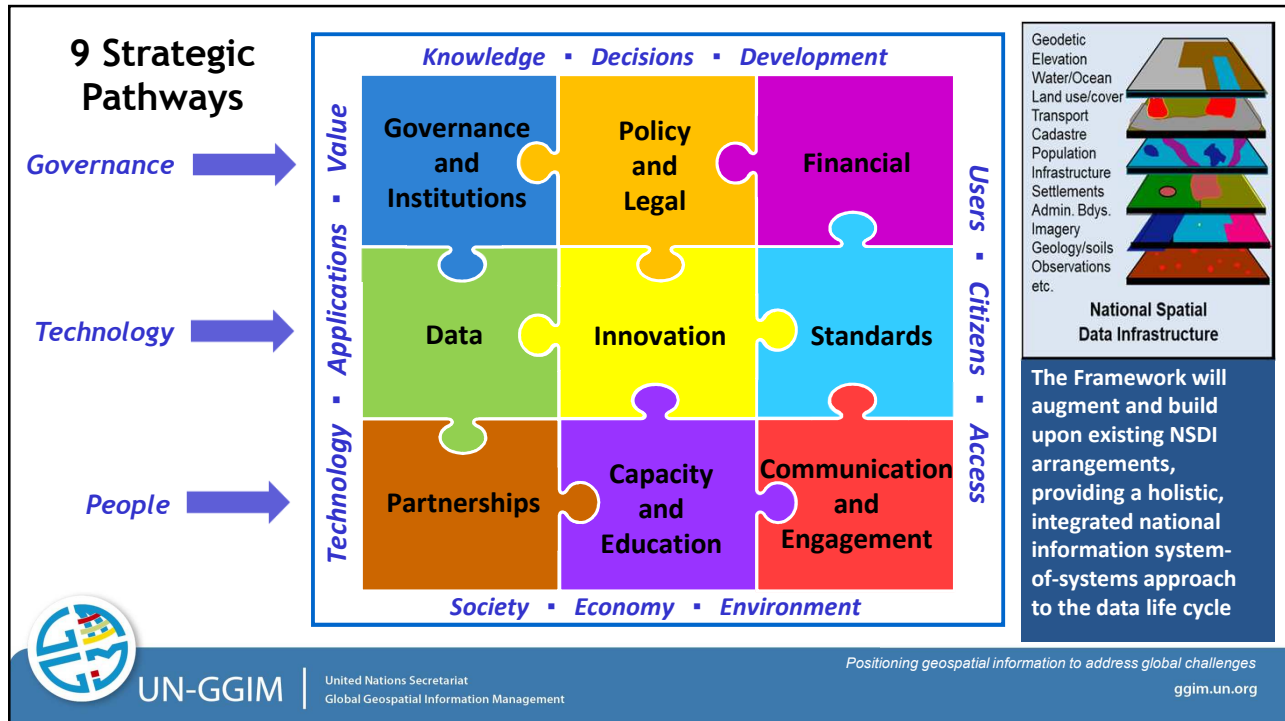 9 Strategic
Pathways
Knowledge ▪ Decisions ▪ Development
Governance
Technology
People
Technology ▪ Applications ▪ Value
Governance
and
Institutions
Policy
and
Legal
Financial
Data
Innovation
Standards
Partnerships
Capacity
and
Education
Communication
and
Engagement
Users ▪ Citizens ▪ Access
Society ▪ Economy ▪ Environment
Geodetic
Elevation
Water/Ocean
Land use/cover
Transport
Cadastre
Population
Infrastructure
Settlements
Admin. Bdys.
Imagery
Geology/soils
Observations
etc.
National Spatial
Data Infrastructure
The Framework will
augment and build
upon existing NSDI
arrangements,
providing a holistic,
integrated national
information system-
of-systems approach
to the data life cycle
UN-GGIM
United Nations Secretariat
Global Geospatial Information Management
Positioning geospatial information to address global challenges
ggim.un.org